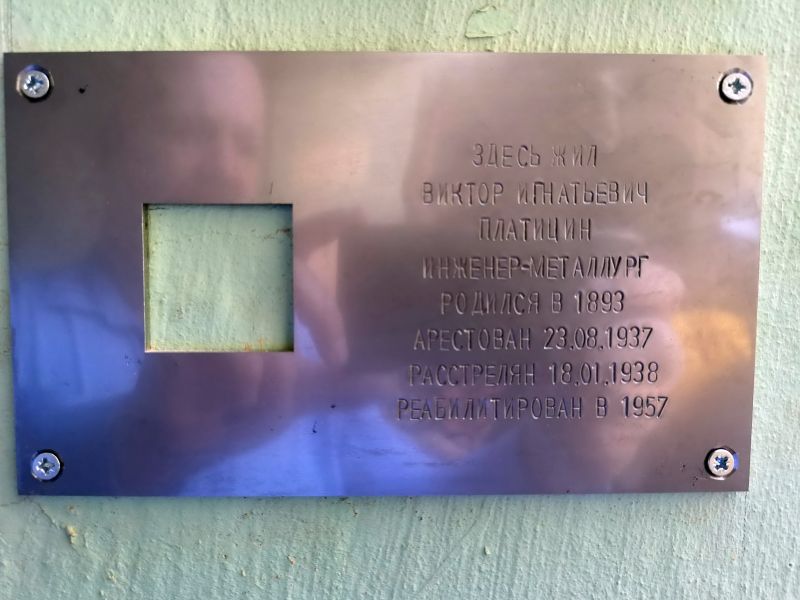 ЗДЕСЬ ЖИЛ
ВИКТОР ИГНАТЬЕВИЧ
ПЛАТИЦИН
ИНЖЕНЕР-МЕТАЛЛУРГ
РОДИЛСЯ В 1893
АРЕСТОВАН 23.08.1937
РАССТРЕЛЯН 18.01.1938
РЕАБИЛИТИРОВАН В 1957